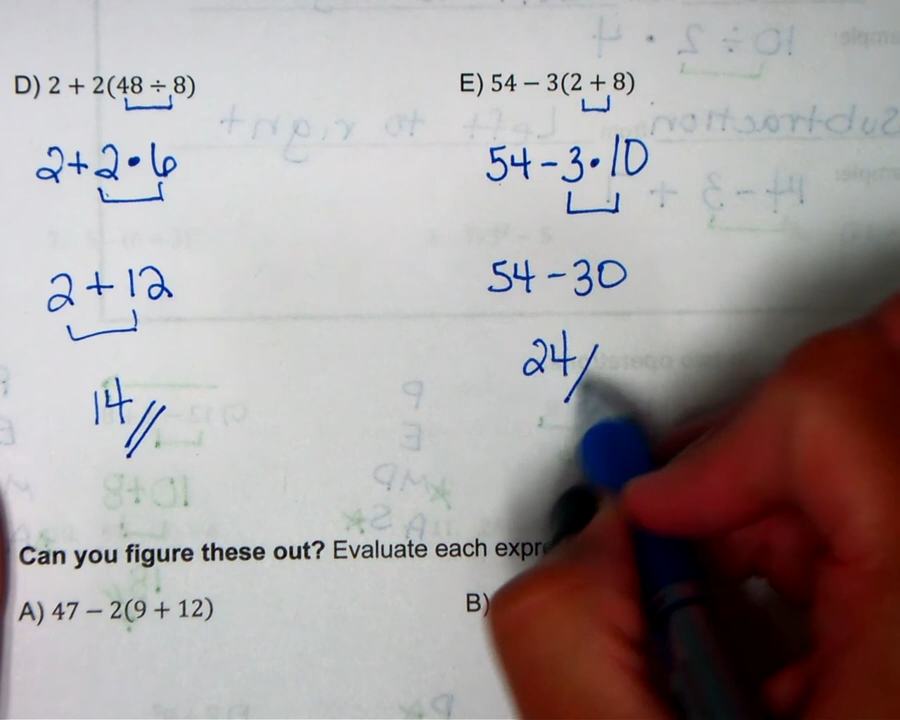 D) 2 + 2(48 ÷ 8)
2+2•6
2+12
14
E) 54 – 3(2 + 8)
54-3•10
54-30
24
Can you figure these out? Evaluate each
A) 47 – 2(9 + 12)
B)